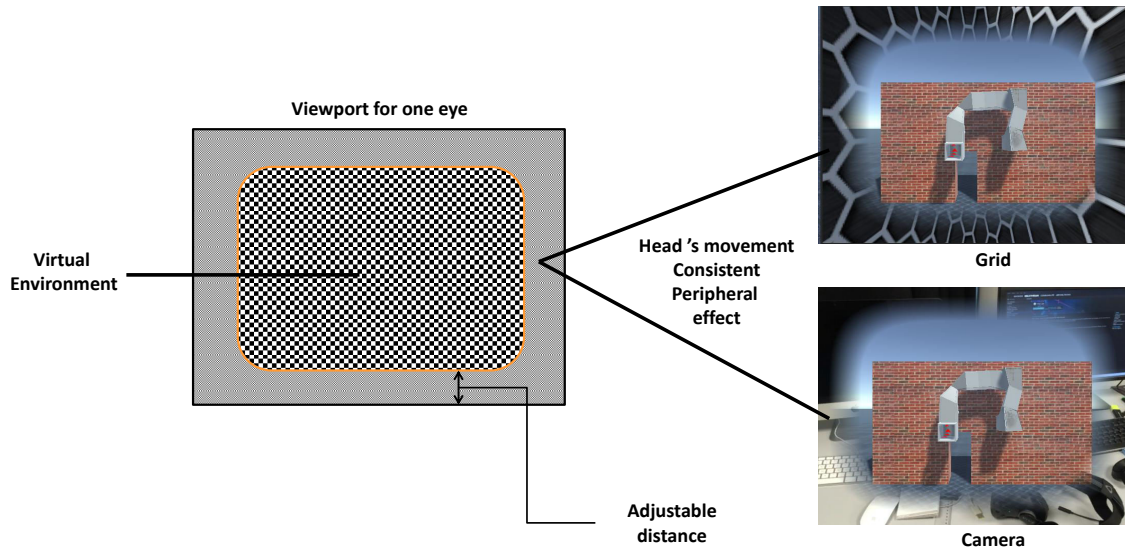 Viewport for one eye
Virtual
Environment
Head 's movement
Consistent
Peripheral
effect
Adjustable
distance
Grid
Camera